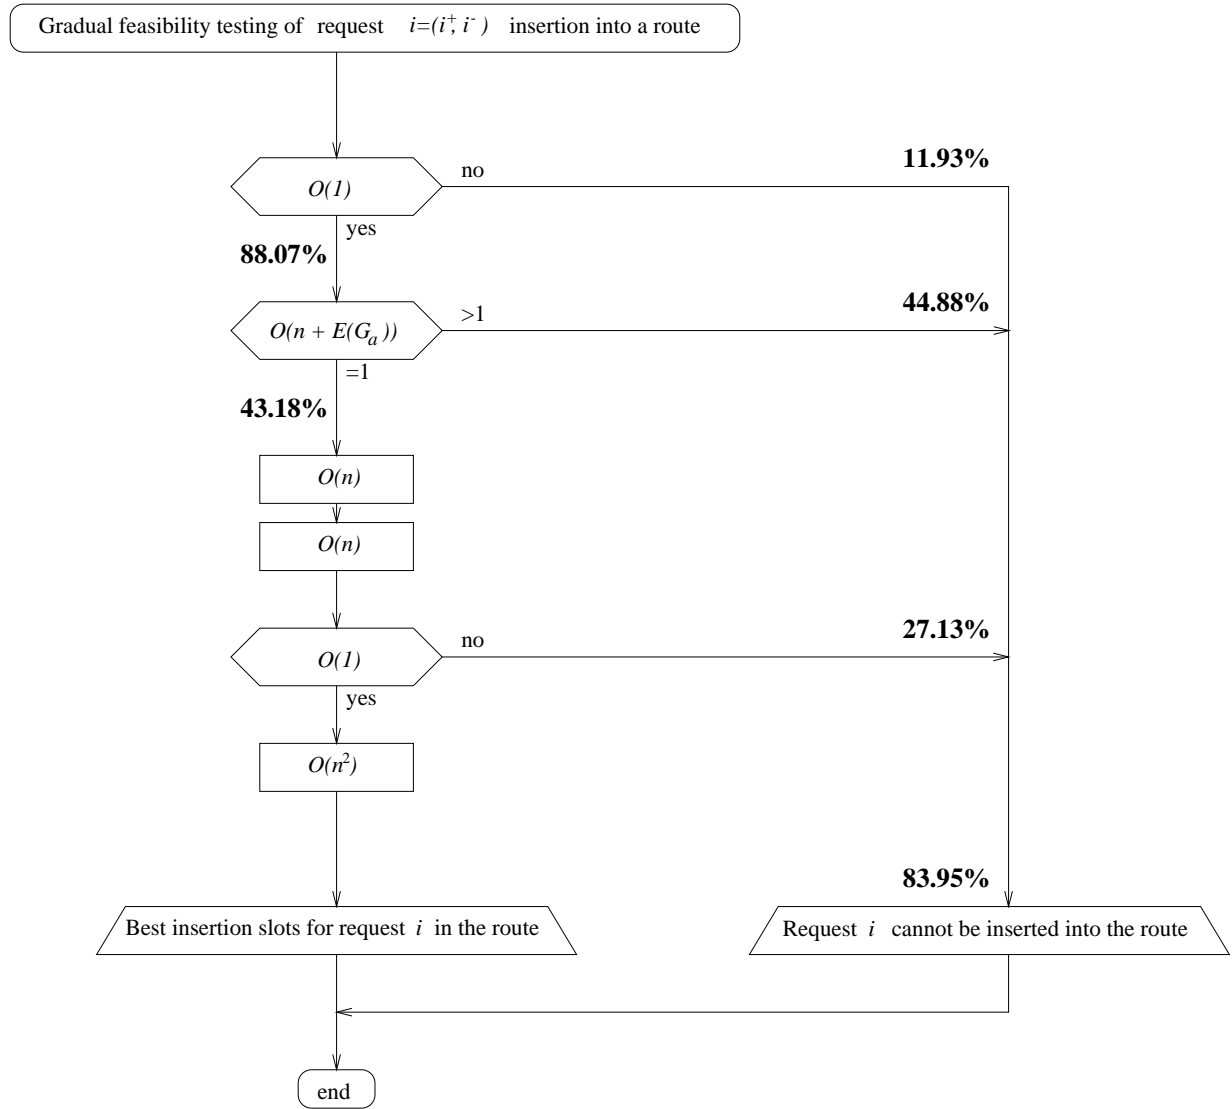 Gradual feasibility testing of request i=(i⁺, i⁻) insertion into a route
O(1)
no
11.93%
yes
88.07%
O(n + E(Gₐ))
>1
44.88%
=1
43.18%
O(n)
O(n)
O(1)
no
27.13%
yes
O(n²)
83.95%
Best insertion slots for request i in the route
Request i cannot be inserted into the route
end